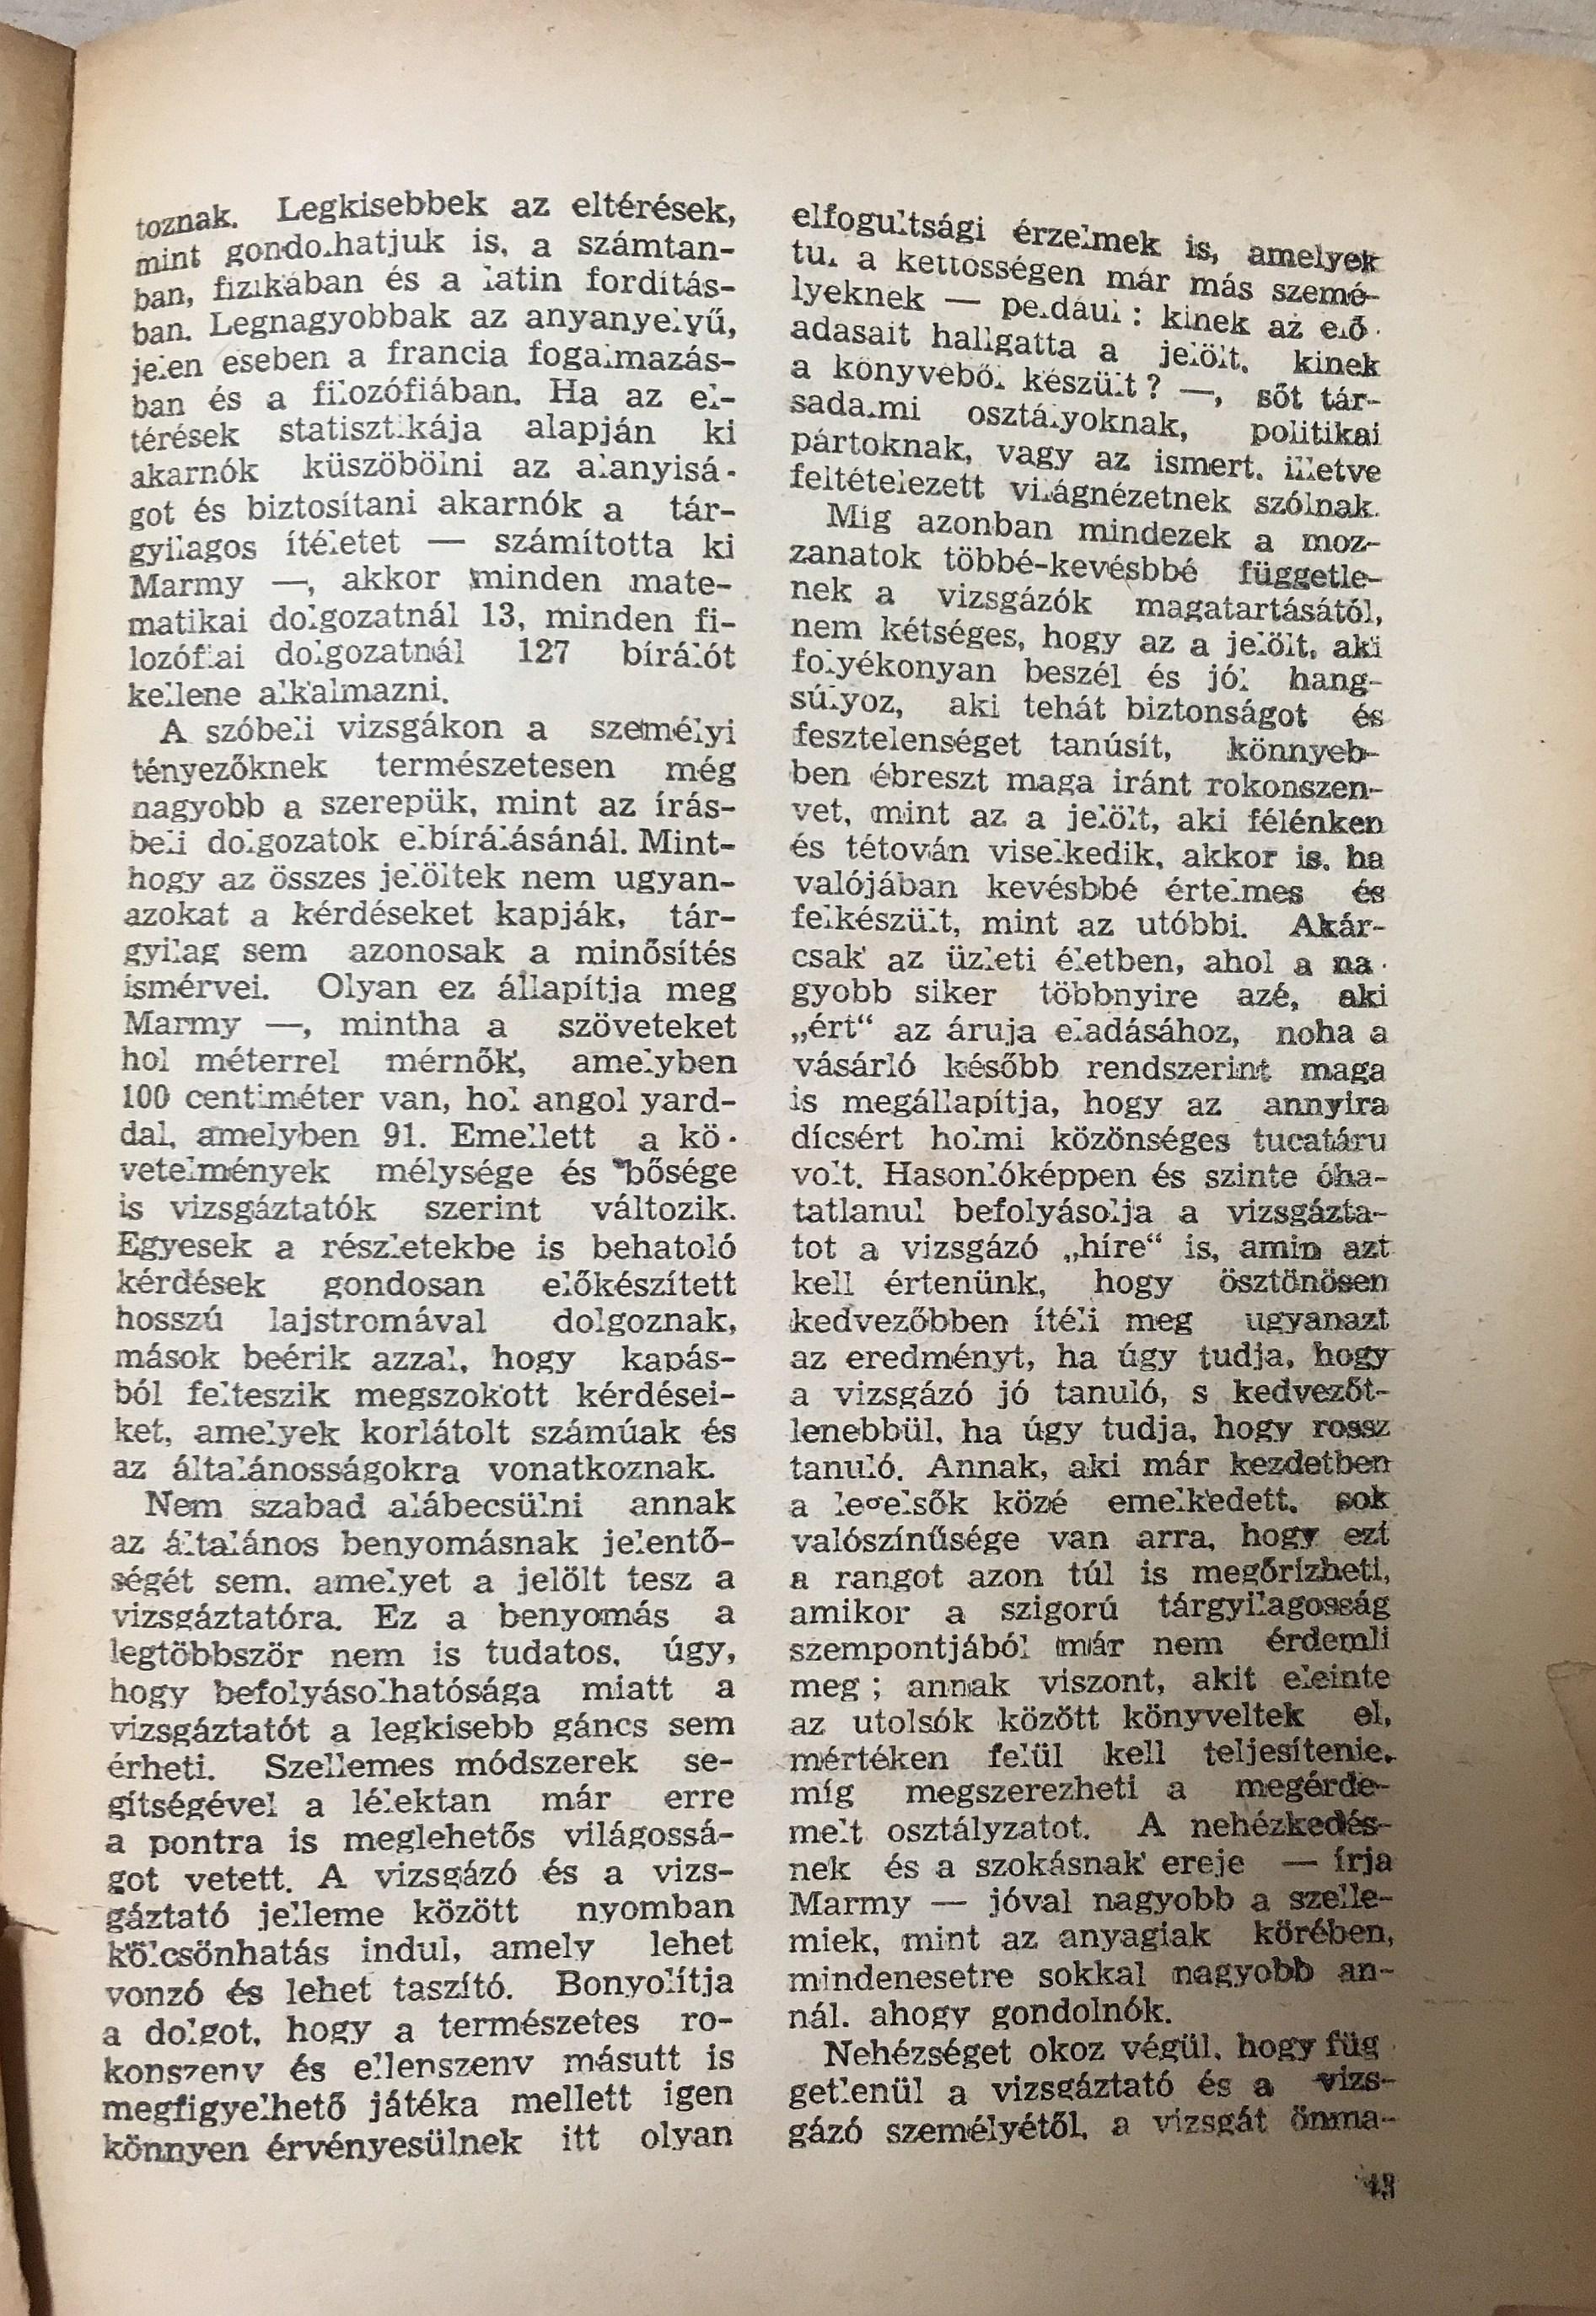 toznak. Legkisebbek az eltérések,
mint gondolhatjuk is, a számtan-
ban, fizikában és a latin fordítás-
ban. Legnagyobbak az anyanyelvű,
jelen eseben a francia fogalmazás-
ban és a filozófiában. Ha az el-
térések statisztikája alapján ki
akarnók küszöbölni az alanyisá-
got és biztosítani akarnók a tár-
gyilagos ítéletet — számította ki
Marmy —, akkor minden mate-
matikai dolgozatnál 13, minden fi-
lozófiai dolgozatnál 127 bírálót
kellene alkalmazni.
A szóbeli vizsgákon a személyi
tényezőknek természetesen még
nagyobb a szerepük, mint az írás-
beli dolgozatok elbírálásánál. Mint-
hogy az összes jelöltek nem ugyan-
azokat a kérdéseket kapják, tár-
gyilag sem azonosak a minősítés
ismérvei. Olyan ez állapítja meg
Marmy —, mintha a szöveteket
hol méterrel mérnők, amelyben
100 centiméter van, hol angol yard-
dal, amelyben 91. Emellett a kö-
vetelmények mélysége és bősége
is vizsgáztatók szerint változik.
Egyesek a részletekbe is behatoló
kérdések gondosan előkészített
hosszú lajstromával dolgoznak,
mások beérik azzal, hogy kapás-
ból felteszik megszokott kérdései-
ket, amelyek korlátolt számúak és
az általánosságokra vonatkoznak.
Nem szabad alábecsülni annak
az általános benyomásnak jelentő-
ségét sem, amelyet a jelölt tesz a
vizsgáztatóra. Ez a benyomás a
legtöbbször nem is tudatos, úgy,
hogy befolyásolhatósága miatt a
vizsgáztatót a legkisebb gáncs sem
érheti. Szellemes módszerek se-
gítségével a lélektan már erre
a pontra is meglehetős világossá-
got vetett. A vizsgázó és a vizs-
gáztató jelleme között nyomban
kölcsönhatás indul, amely lehet
vonzó és lehet taszító. Bonyolítja
a dolgot, hogy a természetes ro-
konszenv és ellenszenv másutt is
megfigyelhető játéka mellett igen
könnyen érvényesülnek itt olyan
elfogultsági érzelmek is, amelyek
tul a kettősségen már más szemé-
lyeknek — például: kinek az elő-
adasait hallgatta a jelölt, kinek
a könyvéből készült? —, sőt tár-
sadalmi osztályoknak, politikai
pártoknak, vagy az ismert, illetve
feltételezett világnézetnek szólnak.
Míg azonban mindezek a moz-
zanatok többé-kevésbbé függetle-
nek a vizsgázók magatartásától,
nem kétséges, hogy az a jelölt, aki
folyékonyan beszél és jól hang-
súlyoz, aki tehát biztonságot és
fesztelenséget tanúsít, könnyeb-
ben ébreszt maga iránt rokonszen-
vet, mint az a jelölt, aki félénken
és tétován viselkedik, akkor is, ha
valójában kevésbbé értelmes és
felkészült, mint az utóbbi. Akár-
csak az üzleti életben, ahol a na-
gyobb siker többnyire azé, aki
„ért“ az áruja eladásához, noha a
vásárló később rendszerint maga
is megállapítja, hogy az annyira
dícsért holmi közönséges tucatáru
volt. Hasonlóképpen és szinte óha-
tatlanul befolyásolja a vizsgázta-
tot a vizsgázó „híre“ is, amin azt
kell értenünk, hogy ösztönösen
kedvezőbben ítéli meg ugyanazt
az eredményt, ha úgy tudja, hogy
a vizsgázó jó tanuló, s kedvezőt-
lenebbül, ha úgy tudja, hogy rossz
tanuló. Annak, aki már kezdetben
a legelsők közé emelkedett, sok
valószínűsége van arra, hogy ezt
a rangot azon túl is megőrizheti,
amikor a szigorú tárgyilagosság
szempontjából már nem érdemli
meg; annak viszont, akit eleinte
az utolsók között könyveltek el,
mértéken felül kell teljesítenie,
míg megszerezheti a megérde-
melt osztályzatot. A nehézkedés-
nek és a szokásnak ereje — írja
Marmy — jóval nagyobb a szelle-
miek, mint az anyagiak körében,
mindenesetre sokkal nagyobb an-
nál, ahogy gondolnók.
Nehézséget okoz végül, hogy füg
getlenül a vizsgáztató és a vizs-
gázó személyétől, a vizsgát önma-
43